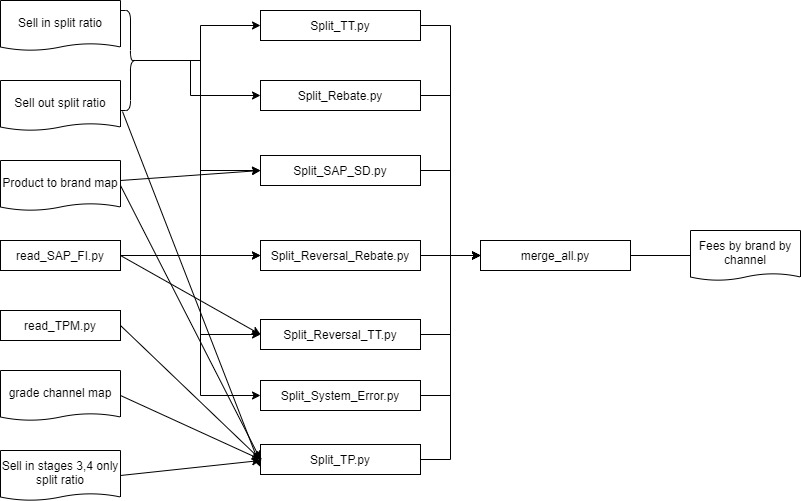 Sell in split ratio
Sell out split ratio
Product to brand map
read_SAP_FI.py
read_TPM.py
grade channel map
Sell in stages 3,4 only
split ratio
Split_TT.py
Split_Rebate.py
Split_SAP_SD.py
Split_Reversal_Rebate.py
Split_Reversal_TT.py
Split_System_Error.py
Split_TP.py
merge_all.py
Fees by brand by
channel